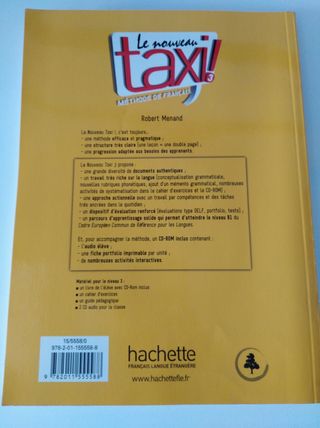 Le nouveau
taxi!
3
MÉTHODE DE FRANÇAIS
Robert Menand
Le Nouveau Taxi !, c'est toujours...
– une méthode efficace et pragmatique ;
– une structure très claire (une leçon = une double page) ;
– une progression adaptée aux besoins des apprenants.
Le Nouveau Taxi ! propose :
– une grande diversité de documents authentiques ;
– un travail très riche sur la langue (conceptualisation grammaticale,
nouvelles rubriques phonétiques, ajout d'un mémento grammatical, nombreuses
activités de systématisation dans le cahier d'exercices et le CD-ROM) ;
– une approche actionnelle avec un travail par compétences et des tâches
très ancrées dans le quotidien ;
– un dispositif d'évaluation renforcé (évaluations type DELF, portfolio, tests) ;
– un parcours d'apprentissage solide qui permet d'atteindre le niveau B1 du
Cadre Européen Commun de Référence pour les Langues.
Et, pour accompagner la méthode, un CD-ROM inclus contenant :
– l'audio élève ;
– une fiche portfolio imprimable par unité ;
– de nombreuses activités interactives.
Matériel pour le niveau 3 :
un livre de l'élève avec CD-Rom inclus
un cahier d'exercices
un guide pédagogique
2 CD audio pour la classe
15/5558/0
978-2-01-155558-8
9 782011 555588
hachette
FRANÇAIS LANGUE ÉTRANGÈRE
www.hachettefle.fr